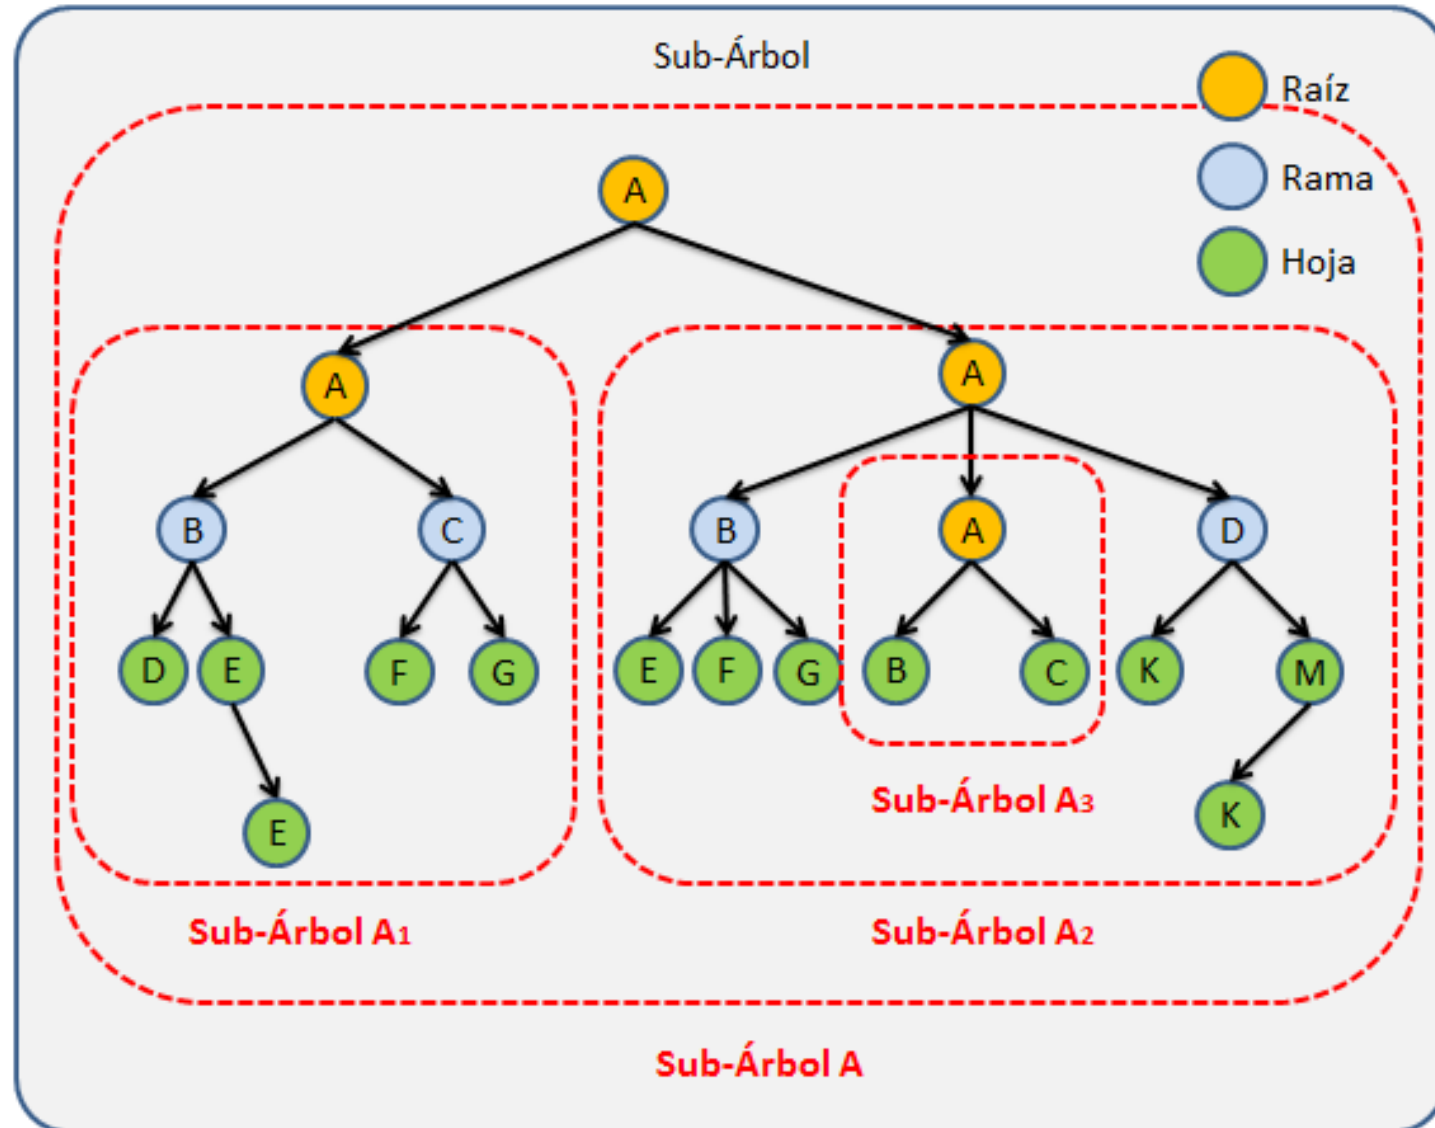 Sub-Árbol
Raíz
Rama
Hoja
A
A
A
B
C
B
A
D
D
E
F
G
E
F
G
B
C
K
M
E
K
Sub-Árbol A3
Sub-Árbol A1
Sub-Árbol A2
Sub-Árbol A